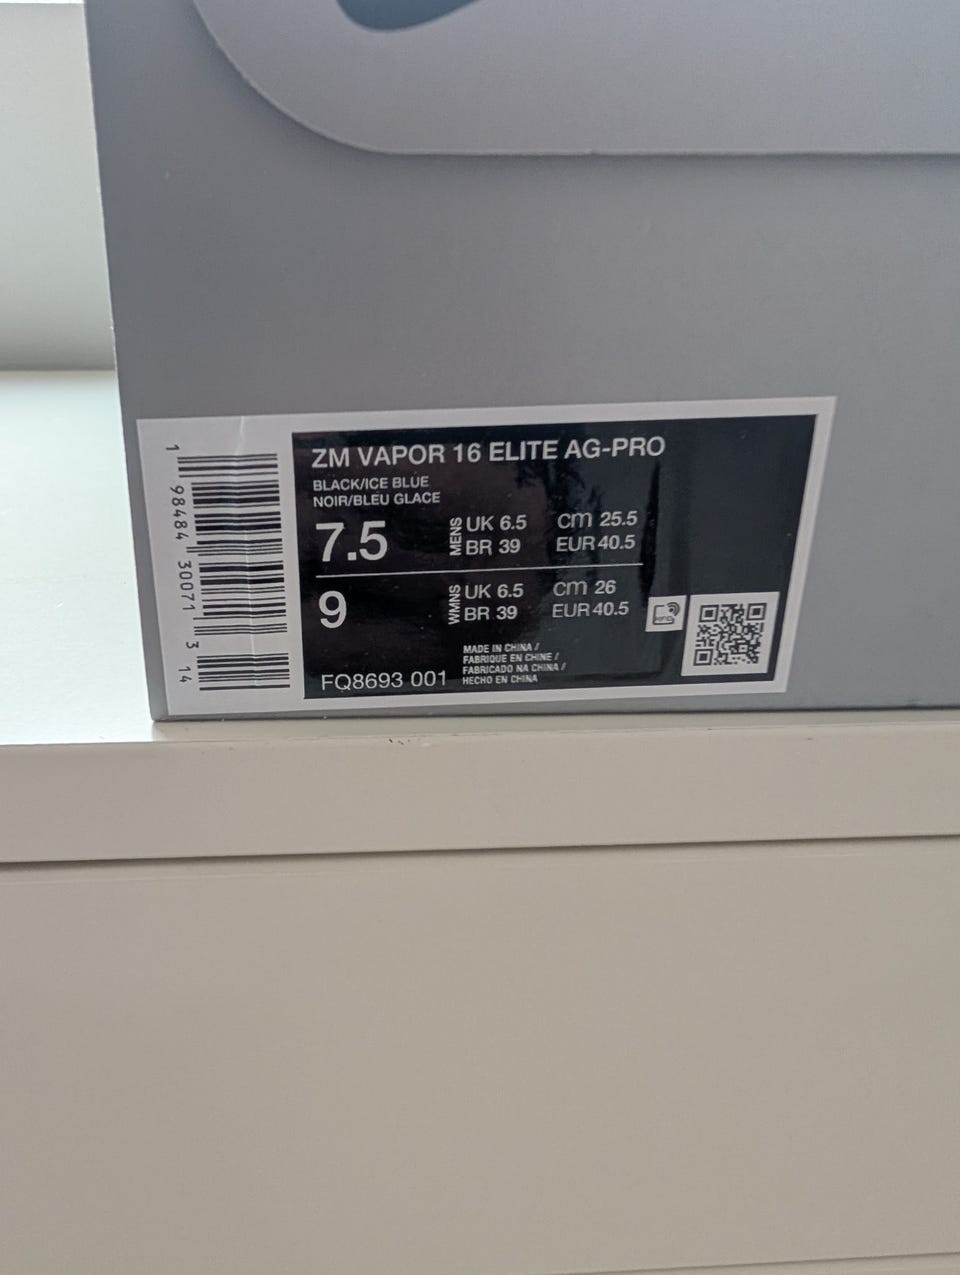 ZM VAPOR 16 ELITE AG-PRO
BLACK/ICE BLUE
NOIR/BLEU GLACE
7.5 MENS UK 6.5 cm 25.5
BR 39 EUR 40.5
9 WMNS UK 6.5 cm 26
BR 39 EUR 40.5
MADE IN CHINA /
FABRIQUE EN CHINE /
FABRICADO NA CHINA /
HECHO EN CHINA
FQ8693 001
1 98484 30071 3 14